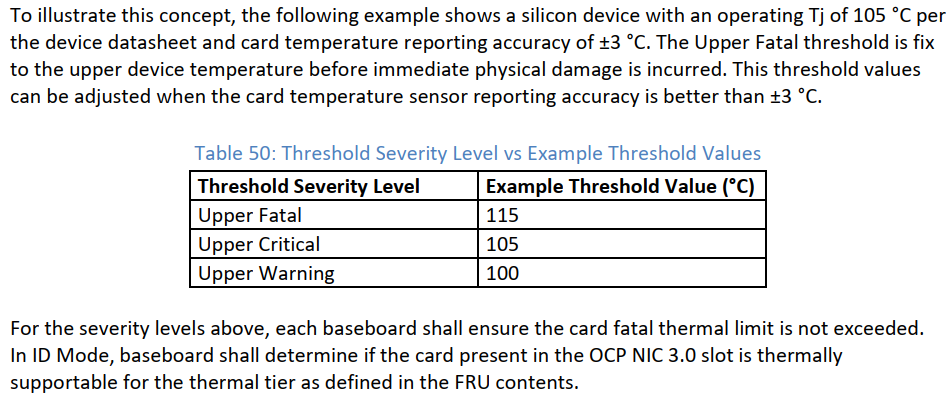 To illustrate this concept, the following example shows a silicon device with an operating Tj of 105 °C per
the device datasheet and card temperature reporting accuracy of ±3 °C. The Upper Fatal threshold is fix
to the upper device temperature before immediate physical damage is incurred. This threshold values
can be adjusted when the card temperature sensor reporting accuracy is better than ±3 °C.
Table 50: Threshold Severity Level vs Example Threshold Values
Threshold Severity Level Example Threshold Value (°C)
Upper Fatal 115
Upper Critical 105
Upper Warning 100
For the severity levels above, each baseboard shall ensure the card fatal thermal limit is not exceeded.
In ID Mode, baseboard shall determine if the card present in the OCP NIC 3.0 slot is thermally
supportable for the thermal tier as defined in the FRU contents.